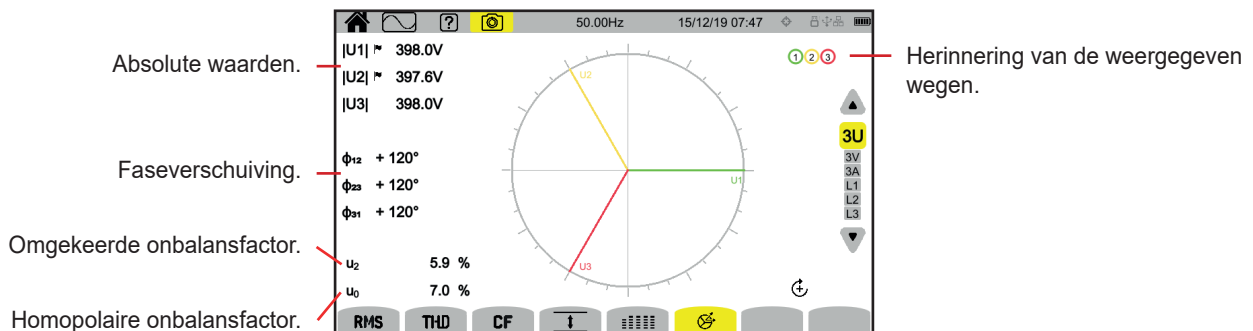 50.00Hz
15/12/19 07:47
Absolute waarden.
|U1| 398.0V
|U2| 397.6V
|U3| 398.0V
Faseverschuiving.
ϕ₁₂ + 120°
ϕ₂₃ + 120°
ϕ₃₁ + 120°
Omgekeerde onbalansfactor.
u₂ 5.9 %
Homopolaire onbalansfactor.
u₀ 7.0 %
U2
U1
U3
1 2 3
Herinnering van de weergegeven
wegen.
3U
3V
3A
L1
L2
L3
RMS THD CF